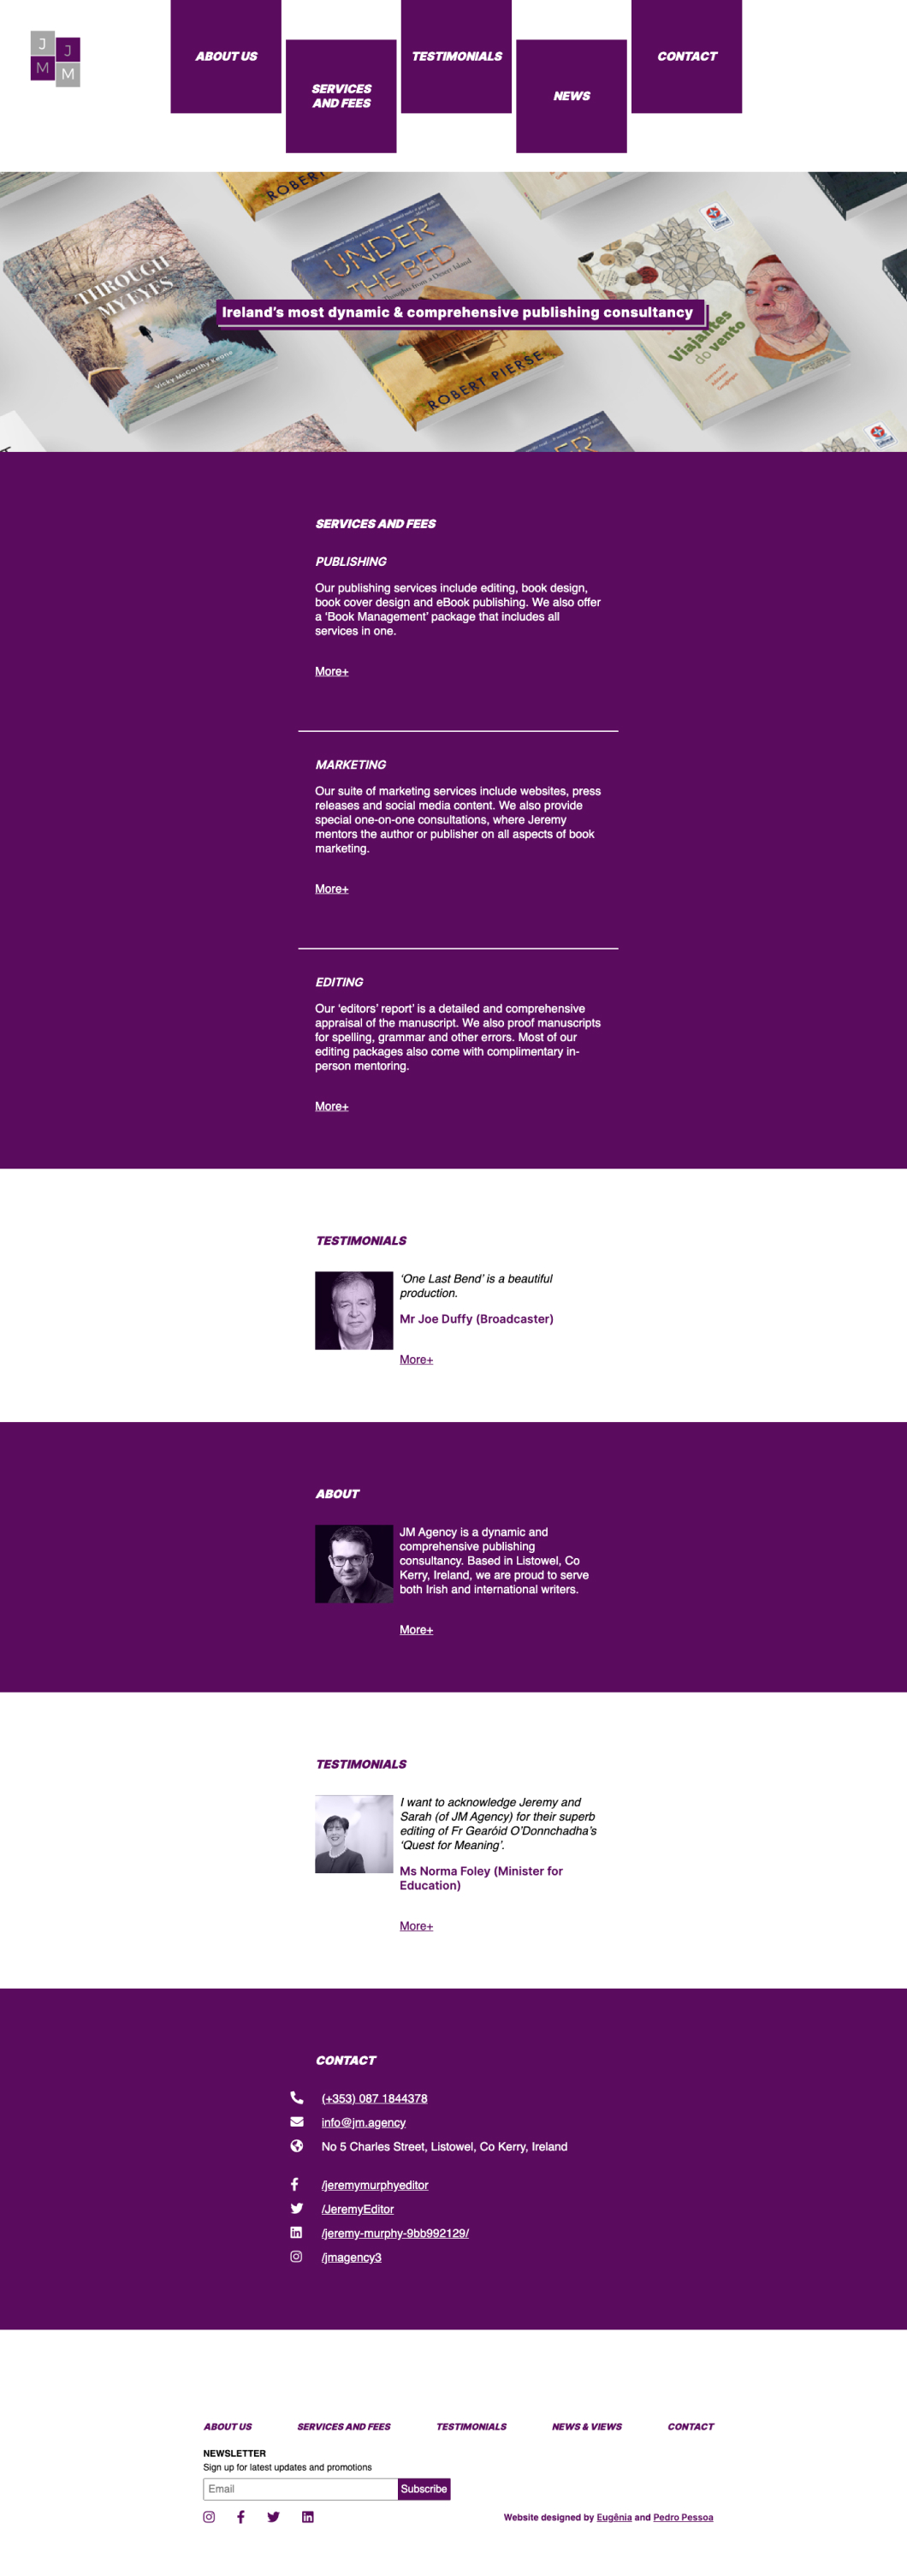 J
J
M
M
ABOUT US
SERVICES
AND FEES
TESTIMONIALS
NEWS
CONTACT
ROBERT
THROUGH
MY EYES
Vicky McCarthy Keane
UNDER
THE BED
ROBERT PIERSE
Viajantes
do vento
Ireland's most dynamic & comprehensive publishing consultancy
SERVICES AND FEES
PUBLISHING
Our publishing services include editing, book design,
book cover design and eBook publishing. We also offer
a 'Book Management' package that includes all
services in one.
More+
MARKETING
Our suite of marketing services include websites, press
releases and social media content. We also provide
special one-on-one consultations, where Jeremy
mentors the author or publisher on all aspects of book
marketing.
More+
EDITING
Our 'editors' report' is a detailed and comprehensive
appraisal of the manuscript. We also proof manuscripts
for spelling, grammar and other errors. Most of our
editing packages also come with complimentary in-
person mentoring.
More+
TESTIMONIALS
'One Last Bend' is a beautiful
production.
Mr Joe Duffy (Broadcaster)
More+
ABOUT
JM Agency is a dynamic and
comprehensive publishing
consultancy. Based in Listowel, Co
Kerry, Ireland, we are proud to serve
both Irish and international writers.
More+
TESTIMONIALS
I want to acknowledge Jeremy and
Sarah (of JM Agency) for their superb
editing of Fr Gearóid O'Donnchadha's
'Quest for Meaning'.
Ms Norma Foley (Minister for
Education)
More+
CONTACT
(+353) 087 1844378
info@jm.agency
No 5 Charles Street, Listowel, Co Kerry, Ireland
/jeremymurphyeditor
/JeremyEditor
/jeremy-murphy-9bb992129/
/jmagency3
ABOUT US
SERVICES AND FEES
TESTIMONIALS
NEWS & VIEWS
CONTACT
NEWSLETTER
Sign up for latest updates and promotions
Email
Subscribe
Website designed by Eugênia and Pedro Pessoa